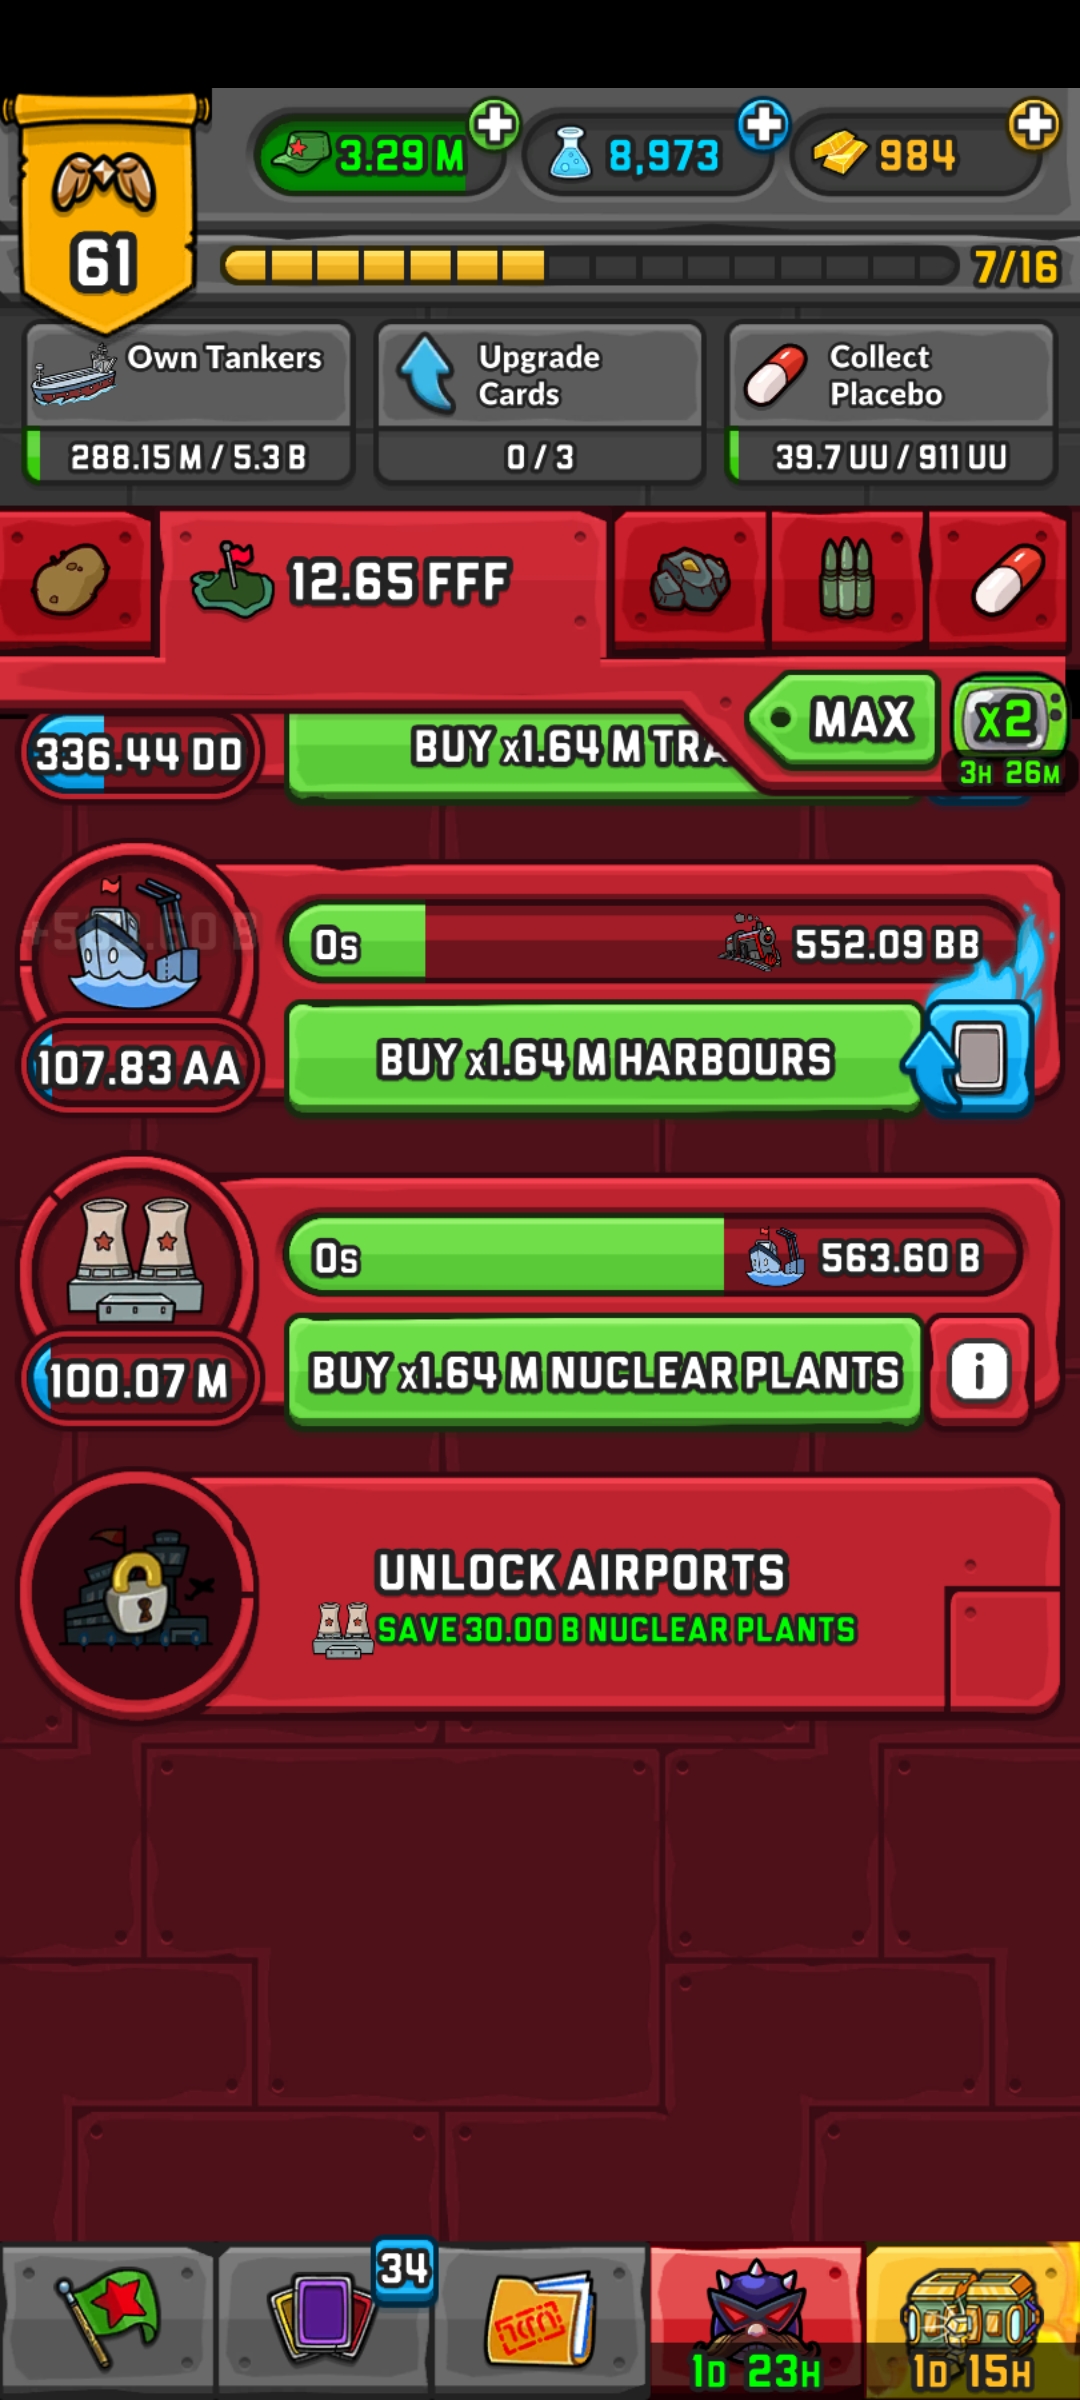 3.29 M
8,973
984
61
7/16
Own Tankers
288.15 M / 5.3 B
Upgrade
Cards
0 / 3
Collect
Placebo
39.7 UU / 911 UU
12.65 FFF
MAX
x2
3H 26M
336.44 DD
BUY x1.64 M
0s
552.09 BB
107.83 AA
BUY x1.64 M HARBOURS
0s
563.60 B
100.07 M
BUY x1.64 M NUCLEAR PLANTS
i
UNLOCK AIRPORTS
SAVE 30.00 B NUCLEAR PLANTS
34
1D 23H
1D 15H